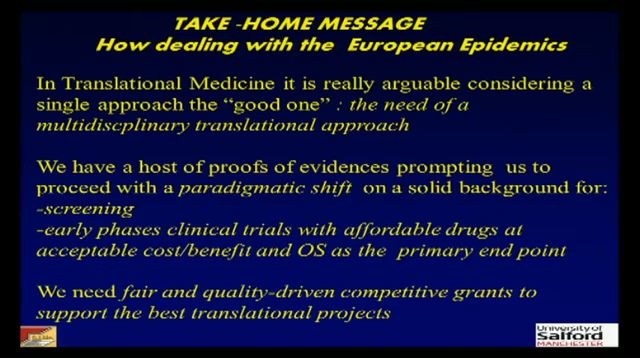 TAKE -HOME MESSAGE
How dealing with the European Epidemics
In Translational Medicine it is really arguable considering a
single approach the “good one” : the need of a
multidiscplinary translational approach
We have a host of proofs of evidences prompting us to
proceed with a paradigmatic shift on a solid background for:
-screening
-early phases clinical trials with affordable drugs at
acceptable cost/benefit and OS as the primary end point
We need fair and quality-driven competitive grants to
support the best translational projects
University of
Salford
MANCHESTER